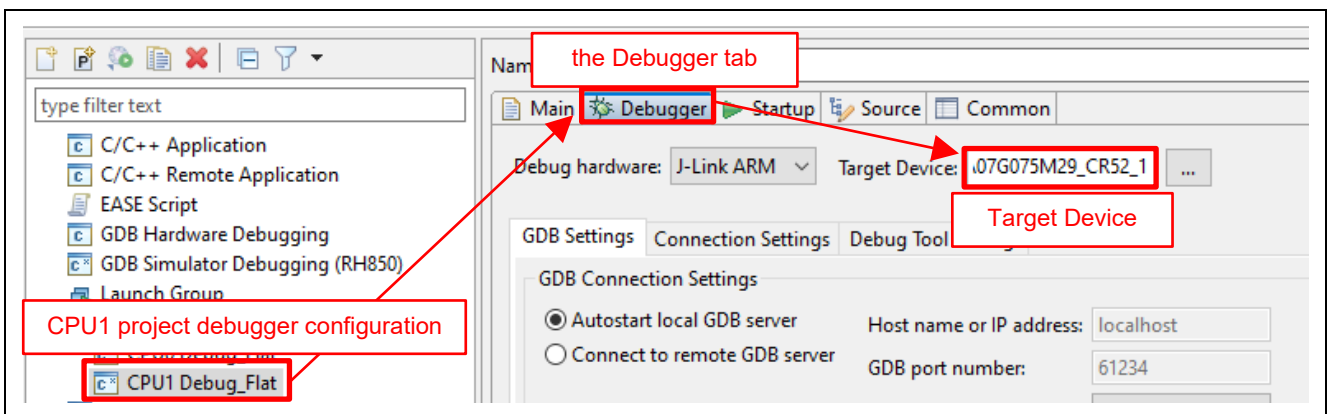 Nam
the Debugger tab
type filter text
Main
Debugger
Startup
Source
Common
C/C++ Application
C/C++ Remote Application
EASE Script
GDB Hardware Debugging
GDB Simulator Debugging (RH850)
Launch Group
CPU1 project debugger configuration
CPU1 Debug_Flat
Debug hardware:
J-Link ARM
Target Device:
07G075M29_CR52_1
...
Target Device
GDB Settings
Connection Settings
Debug Tool
GDB Connection Settings
Autostart local GDB server
Host name or IP address:
localhost
Connect to remote GDB server
GDB port number:
61234